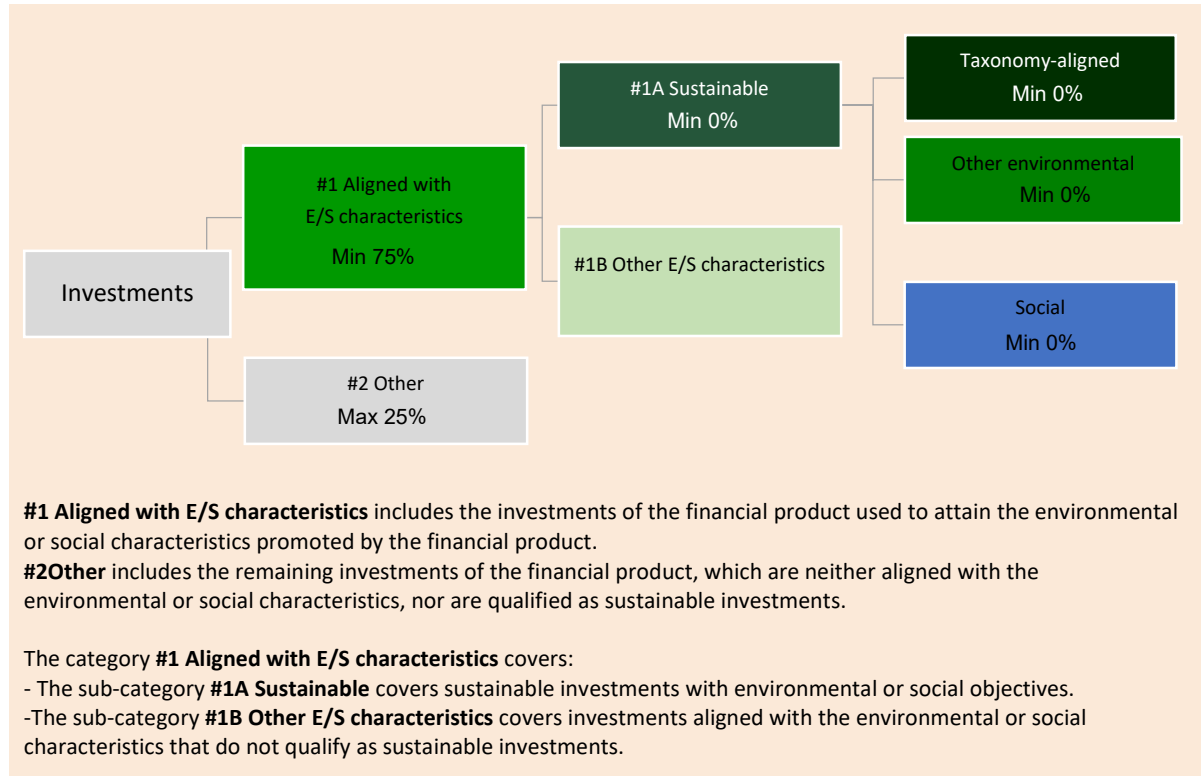 Investments
#1 Aligned with
E/S characteristics
Min 75%
#2 Other
Max 25%
#1A Sustainable
Min 0%
#1B Other E/S characteristics
Taxonomy-aligned
Min 0%
Other environmental
Min 0%
Social
Min 0%
#1 Aligned with E/S characteristics includes the investments of the financial product used to attain the environmental
or social characteristics promoted by the financial product.
#2Other includes the remaining investments of the financial product, which are neither aligned with the
environmental or social characteristics, nor are qualified as sustainable investments.
The category #1 Aligned with E/S characteristics covers:
- The sub-category #1A Sustainable covers sustainable investments with environmental or social objectives.
-The sub-category #1B Other E/S characteristics covers investments aligned with the environmental or social
characteristics that do not qualify as sustainable investments.